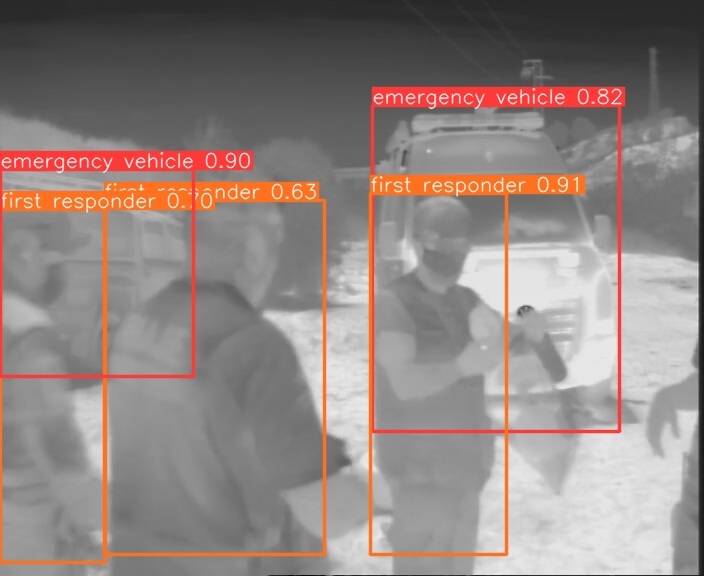 emergency vehicle 0.82
emergency vehicle 0.90
first responder 0.91
first responder 0.63
first responder 0.70